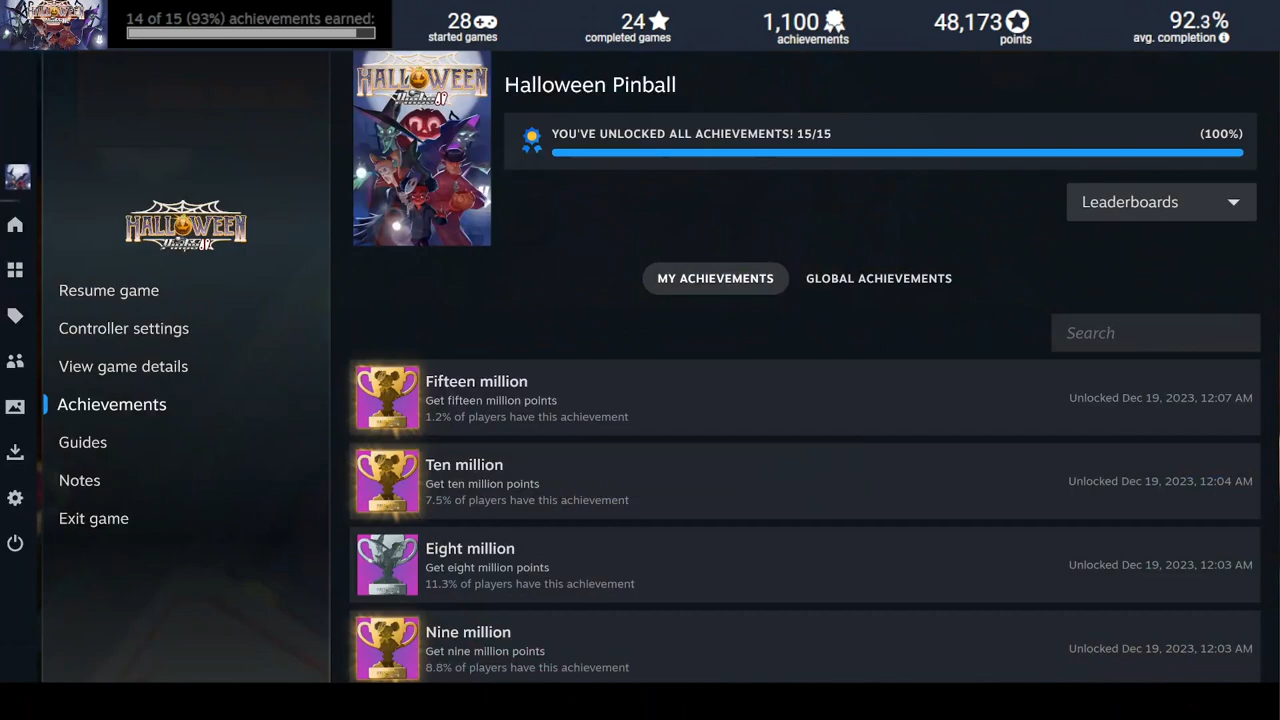 14 of 15 (93%) achievements earned:
28
started games
24
completed games
1,100
achievements
48,173
points
92.3%
avg. completion
HALLOWEEN
Pinball
Halloween Pinball
YOU'VE UNLOCKED ALL ACHIEVEMENTS! 15/15 (100%)
Leaderboards
MY ACHIEVEMENTS
GLOBAL ACHIEVEMENTS
Search
HALLOWEEN
Pinball
Resume game
Controller settings
View game details
Achievements
Guides
Notes
Exit game
Fifteen million
Get fifteen million points
1.2% of players have this achievement
Unlocked Dec 19, 2023, 12:07 AM
Ten million
Get ten million points
7.5% of players have this achievement
Unlocked Dec 19, 2023, 12:04 AM
Eight million
Get eight million points
11.3% of players have this achievement
Unlocked Dec 19, 2023, 12:03 AM
Nine million
Get nine million points
8.8% of players have this achievement
Unlocked Dec 19, 2023, 12:03 AM